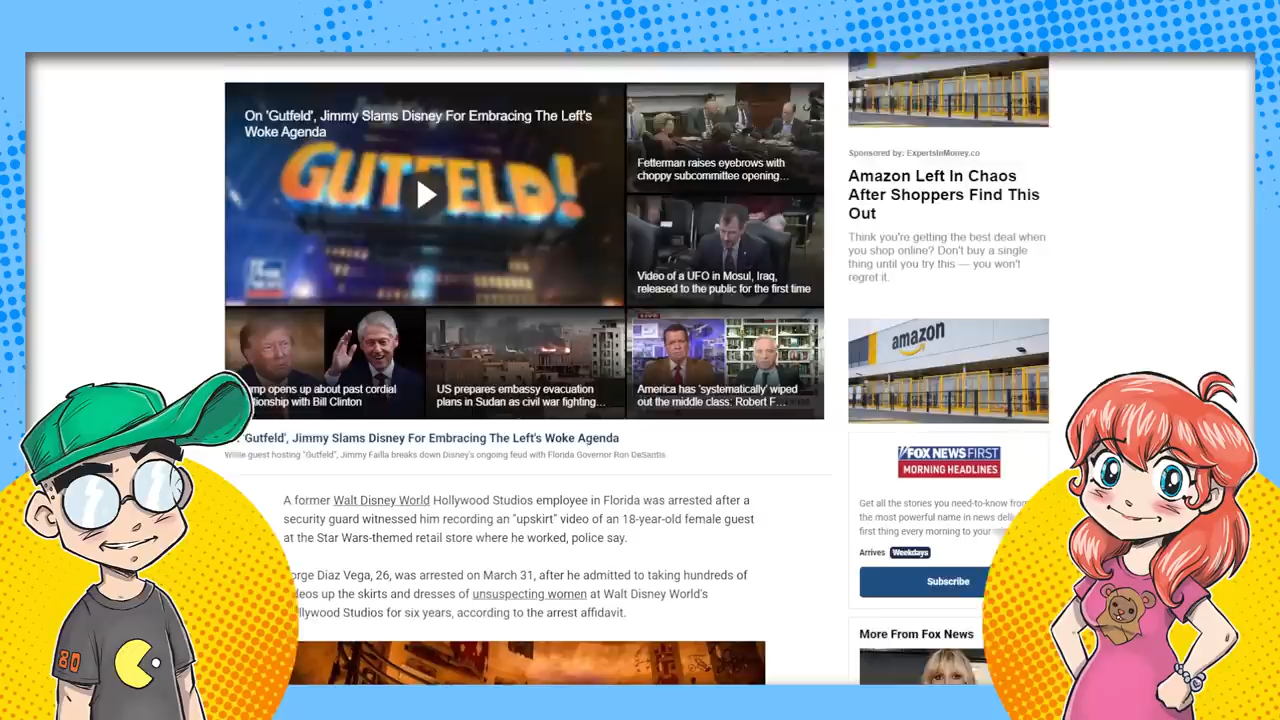 On 'Gutfeld', Jimmy Slams Disney For Embracing The Left's
Woke Agenda
GUTFELD!
Fetterman raises eyebrows with
choppy subcommittee opening...
Video of a UFO in Mosul, Iraq,
released to the public for the first time
mp opens up about past cordial
tionship with Bill Clinton
US prepares embassy evacuation
plans in Sudan as civil war fighting...
America has 'systematically' wiped
out the middle class: Robert F...
'Gutfeld', Jimmy Slams Disney For Embracing The Left's Woke Agenda
Willie guest hosting "Gutfeld", Jimmy Failla breaks down Disney's ongoing feud with Florida Governor Ron DeSantis
A former Walt Disney World Hollywood Studios employee in Florida was arrested after a
security guard witnessed him recording an "upskirt" video of an 18-year-old female guest
at the Star Wars-themed retail store where he worked, police say.
orge Diaz Vega, 26, was arrested on March 31, after he admitted to taking hundreds of
deos up the skirts and dresses of unsuspecting women at Walt Disney World's
llywood Studios for six years, according to the arrest affidavit.
Sponsored by: ExpertsInMoney.co
Amazon Left In Chaos
After Shoppers Find This
Out
Think you're getting the best deal when
you shop online? Don't buy a single
thing until you try this — you won't
regret it.
amazon
FOX NEWS FIRST
MORNING HEADLINES
Get all the stories you need-to-know from
the most powerful name in news
first thing every morning to your
Arrives Weekdays
Subscribe
More From Fox News
80